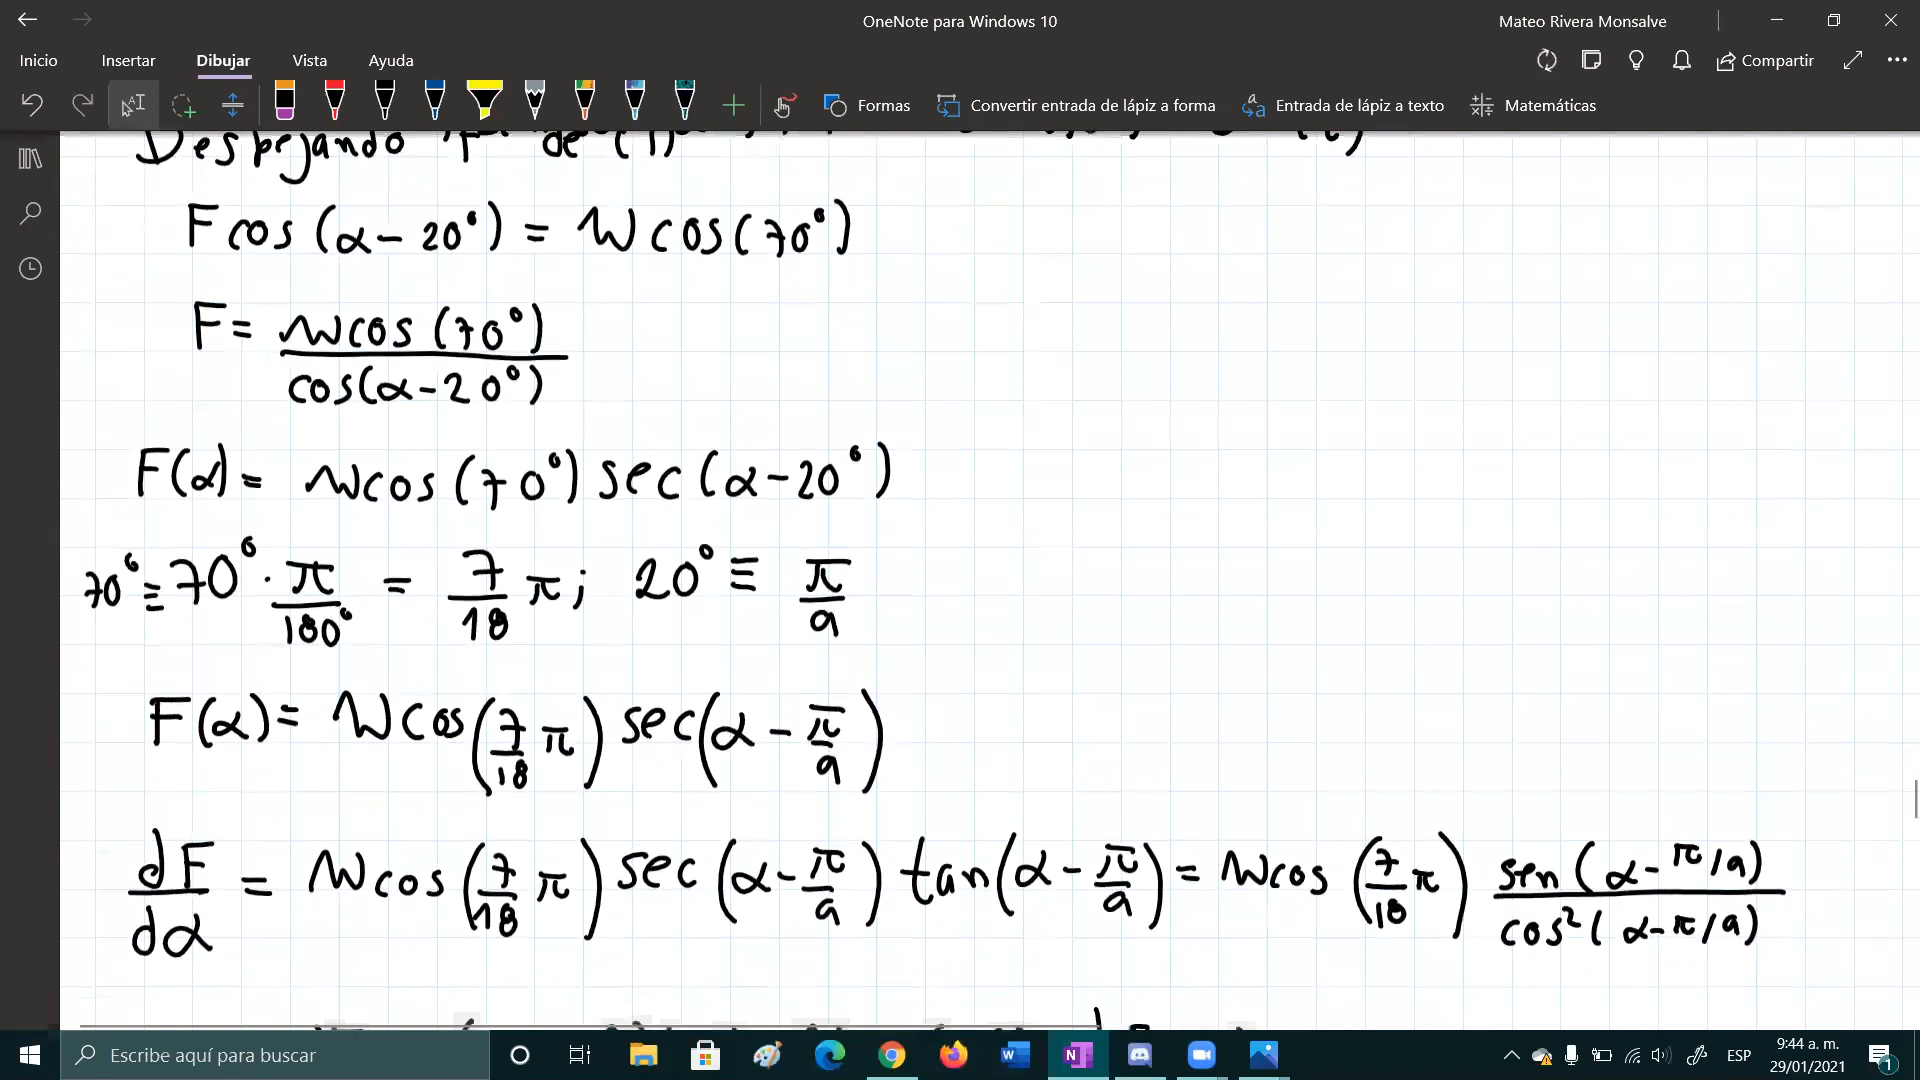 OneNote para Windows 10
Mateo Rivera Monsalve
Inicio Insertar Dibujar Vista Ayuda
Compartir
Formas Convertir entrada de lápiz a forma Entrada de lápiz a texto Matemáticas
Despejando F de (1)
F cos (α - 20°) = W cos (70°)
F = W cos (70°) / cos(α - 20°)
F(α) = W cos (70°) sec (α - 20°)
70° ≡ 70° · π/180° = 7/18 π; 20° ≡ π/9
F(α) = W cos (7/18 π) sec (α - π/9)
dF/dα = W cos (7/18 π) sec (α - π/9) tan (α - π/9) = W cos (7/18 π) sen (α - π/9) / cos² (α - π/9)
Escribe aquí para buscar
ESP
9:44 a. m.
29/01/2021
1